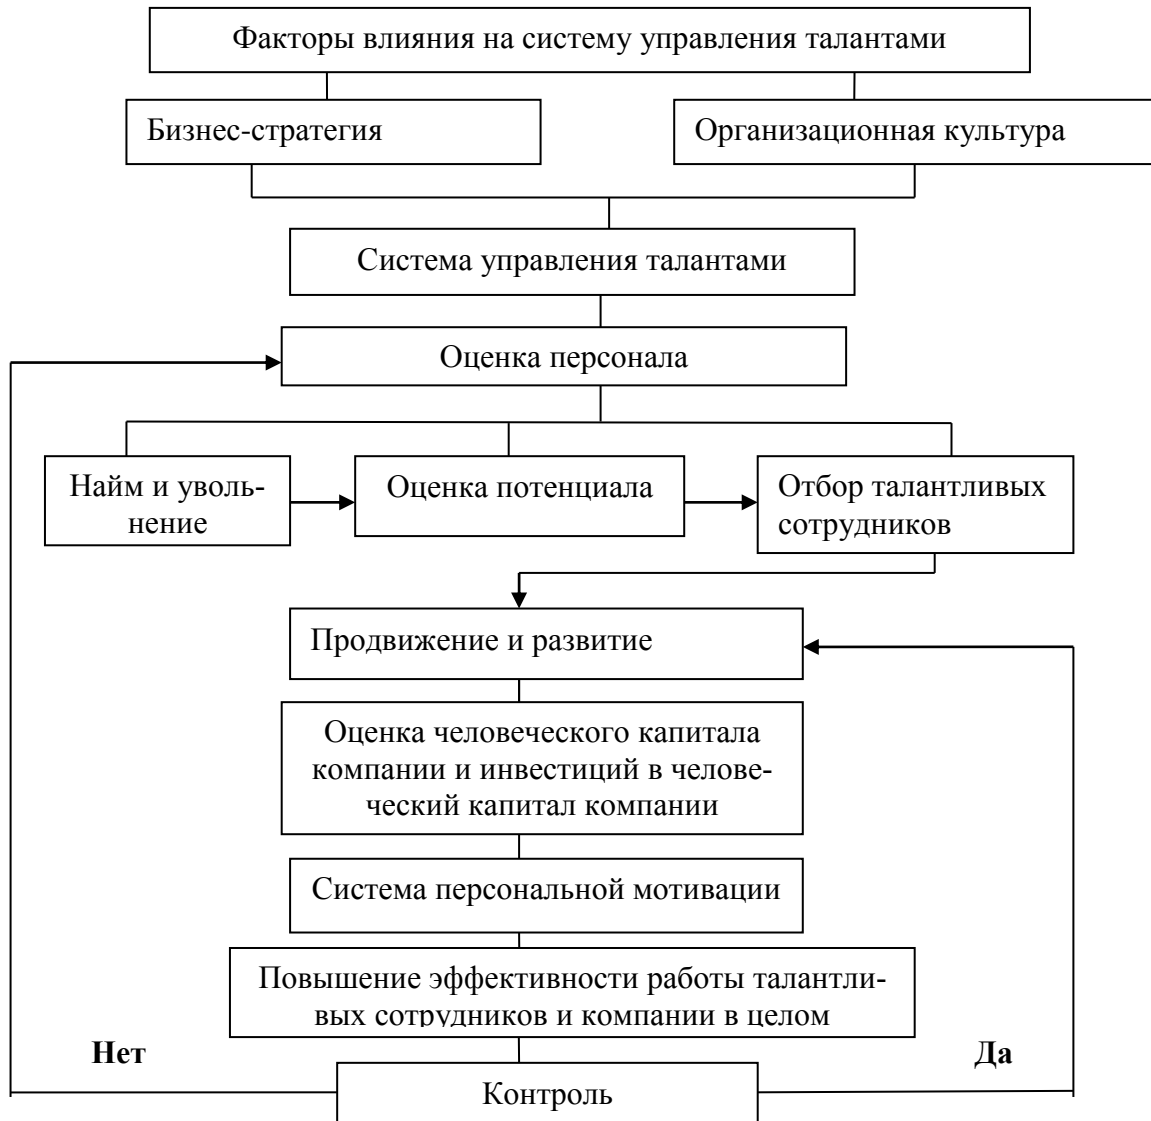 Факторы влияния на систему управления талантами
Бизнес-стратегия
Организационная культура
Система управления талантами
Оценка персонала
Найм и уволь-
нение
Оценка потенциала
Отбор талантливых
сотрудников
Продвижение и развитие
Оценка человеческого капитала
компании и инвестиций в челове-
ческий капитал компании
Система персональной мотивации
Повышение эффективности работы талантли-
вых сотрудников и компании в целом
Нет
Да
Контроль